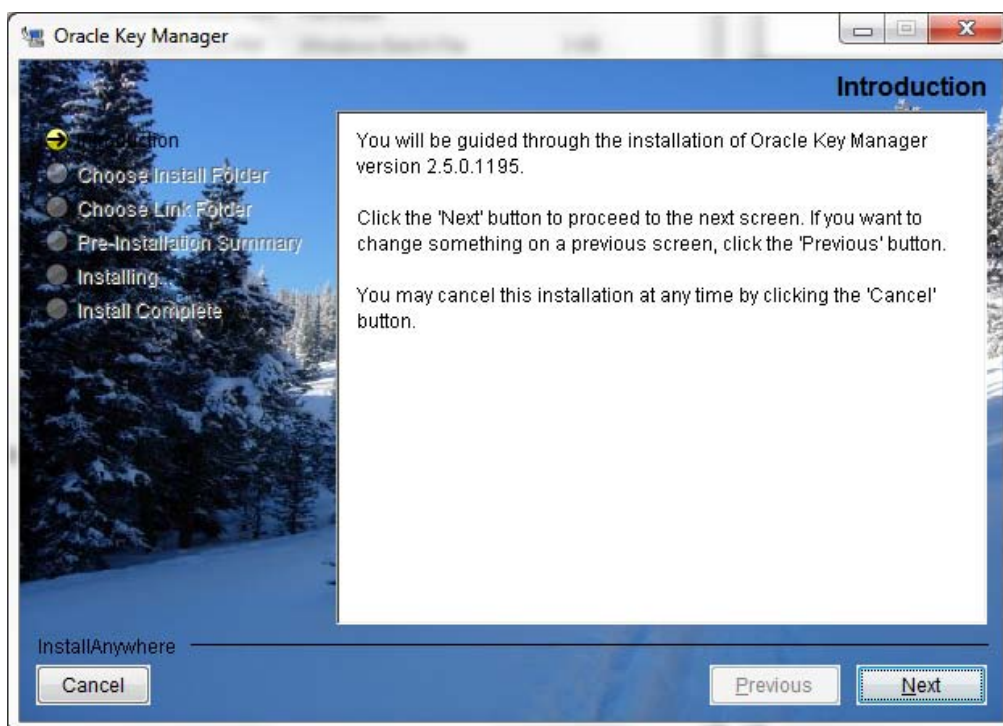 Oracle Key Manager
Introduction
Introduction
Choose Install Folder
Choose Link Folder
Pre-Installation Summary
Installing...
Install Complete
You will be guided through the installation of Oracle Key Manager
version 2.5.0.1195.
Click the 'Next' button to proceed to the next screen. If you want to
change something on a previous screen, click the 'Previous' button.
You may cancel this installation at any time by clicking the 'Cancel'
button.
InstallAnywhere
Cancel
Previous
Next